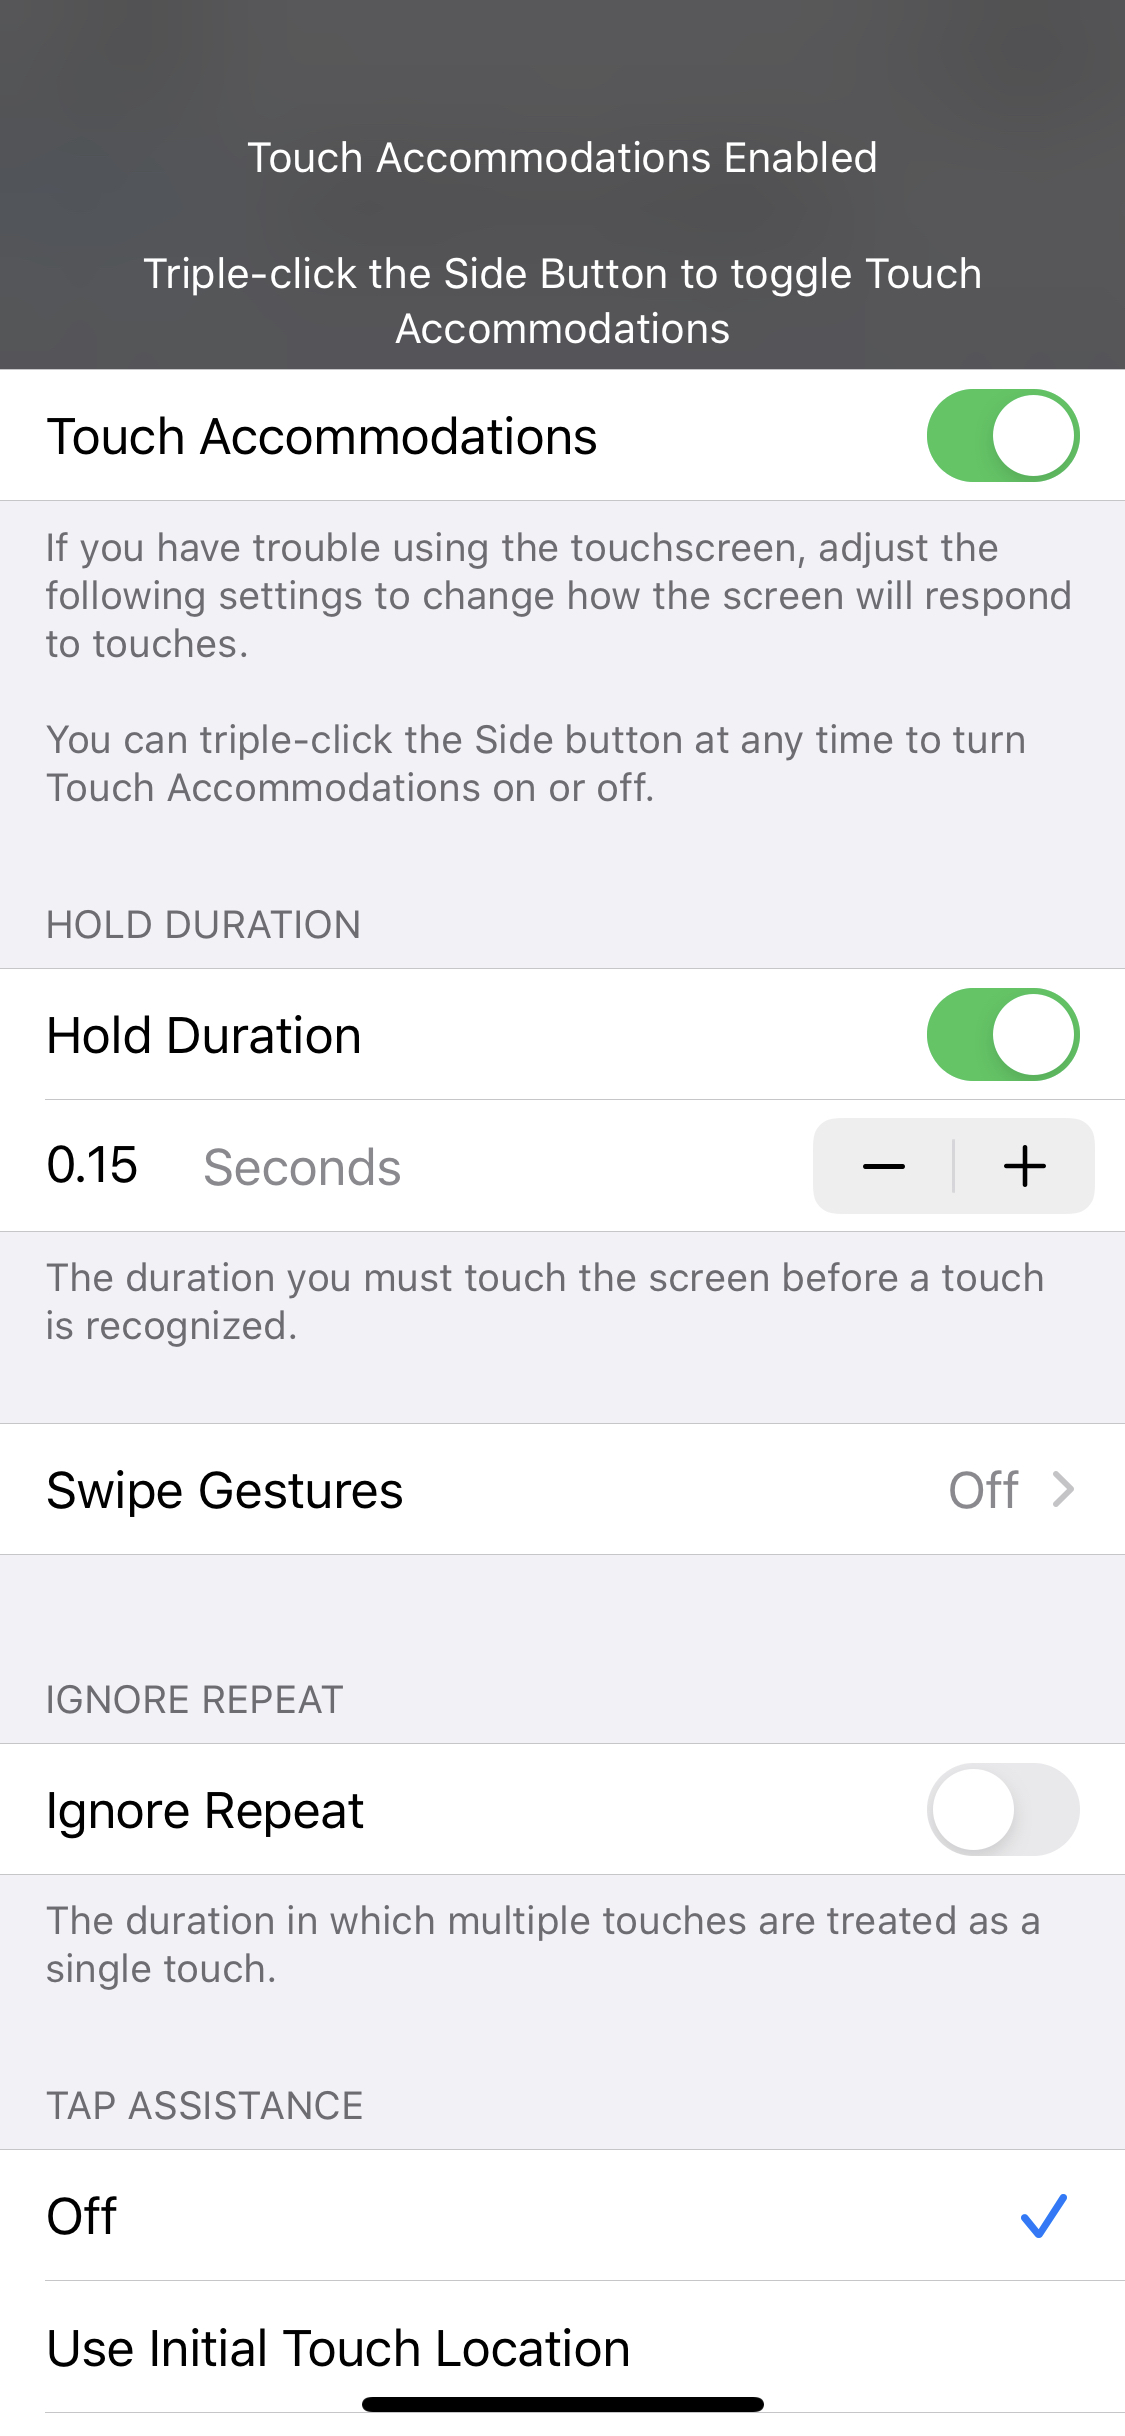 Touch Accommodations Enabled
Triple-click the Side Button to toggle Touch
Accommodations
Touch Accommodations
If you have trouble using the touchscreen, adjust the
following settings to change how the screen will respond
to touches.
You can triple-click the Side button at any time to turn
Touch Accommodations on or off.
HOLD DURATION
Hold Duration
0.15 Seconds
The duration you must touch the screen before a touch
is recognized.
Swipe Gestures Off
IGNORE REPEAT
Ignore Repeat
The duration in which multiple touches are treated as a
single touch.
TAP ASSISTANCE
Off
Use Initial Touch Location